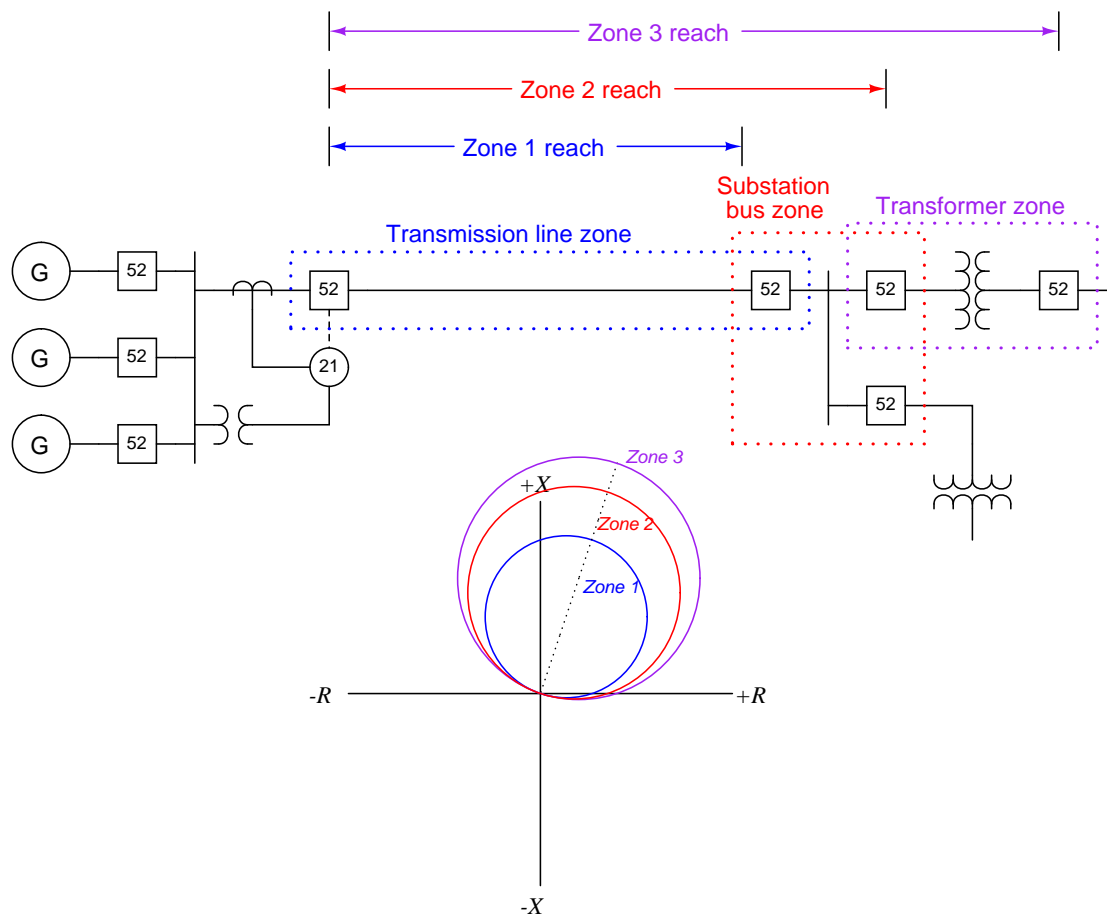 Zone 3 reach
Zone 2 reach
Zone 1 reach
Substation
bus zone
Transformer zone
Transmission line zone
G
52
52
52
52
52
G
52
21
52
G
52
Zone 3
+X
Zone 2
Zone 1
-R
+R
-X